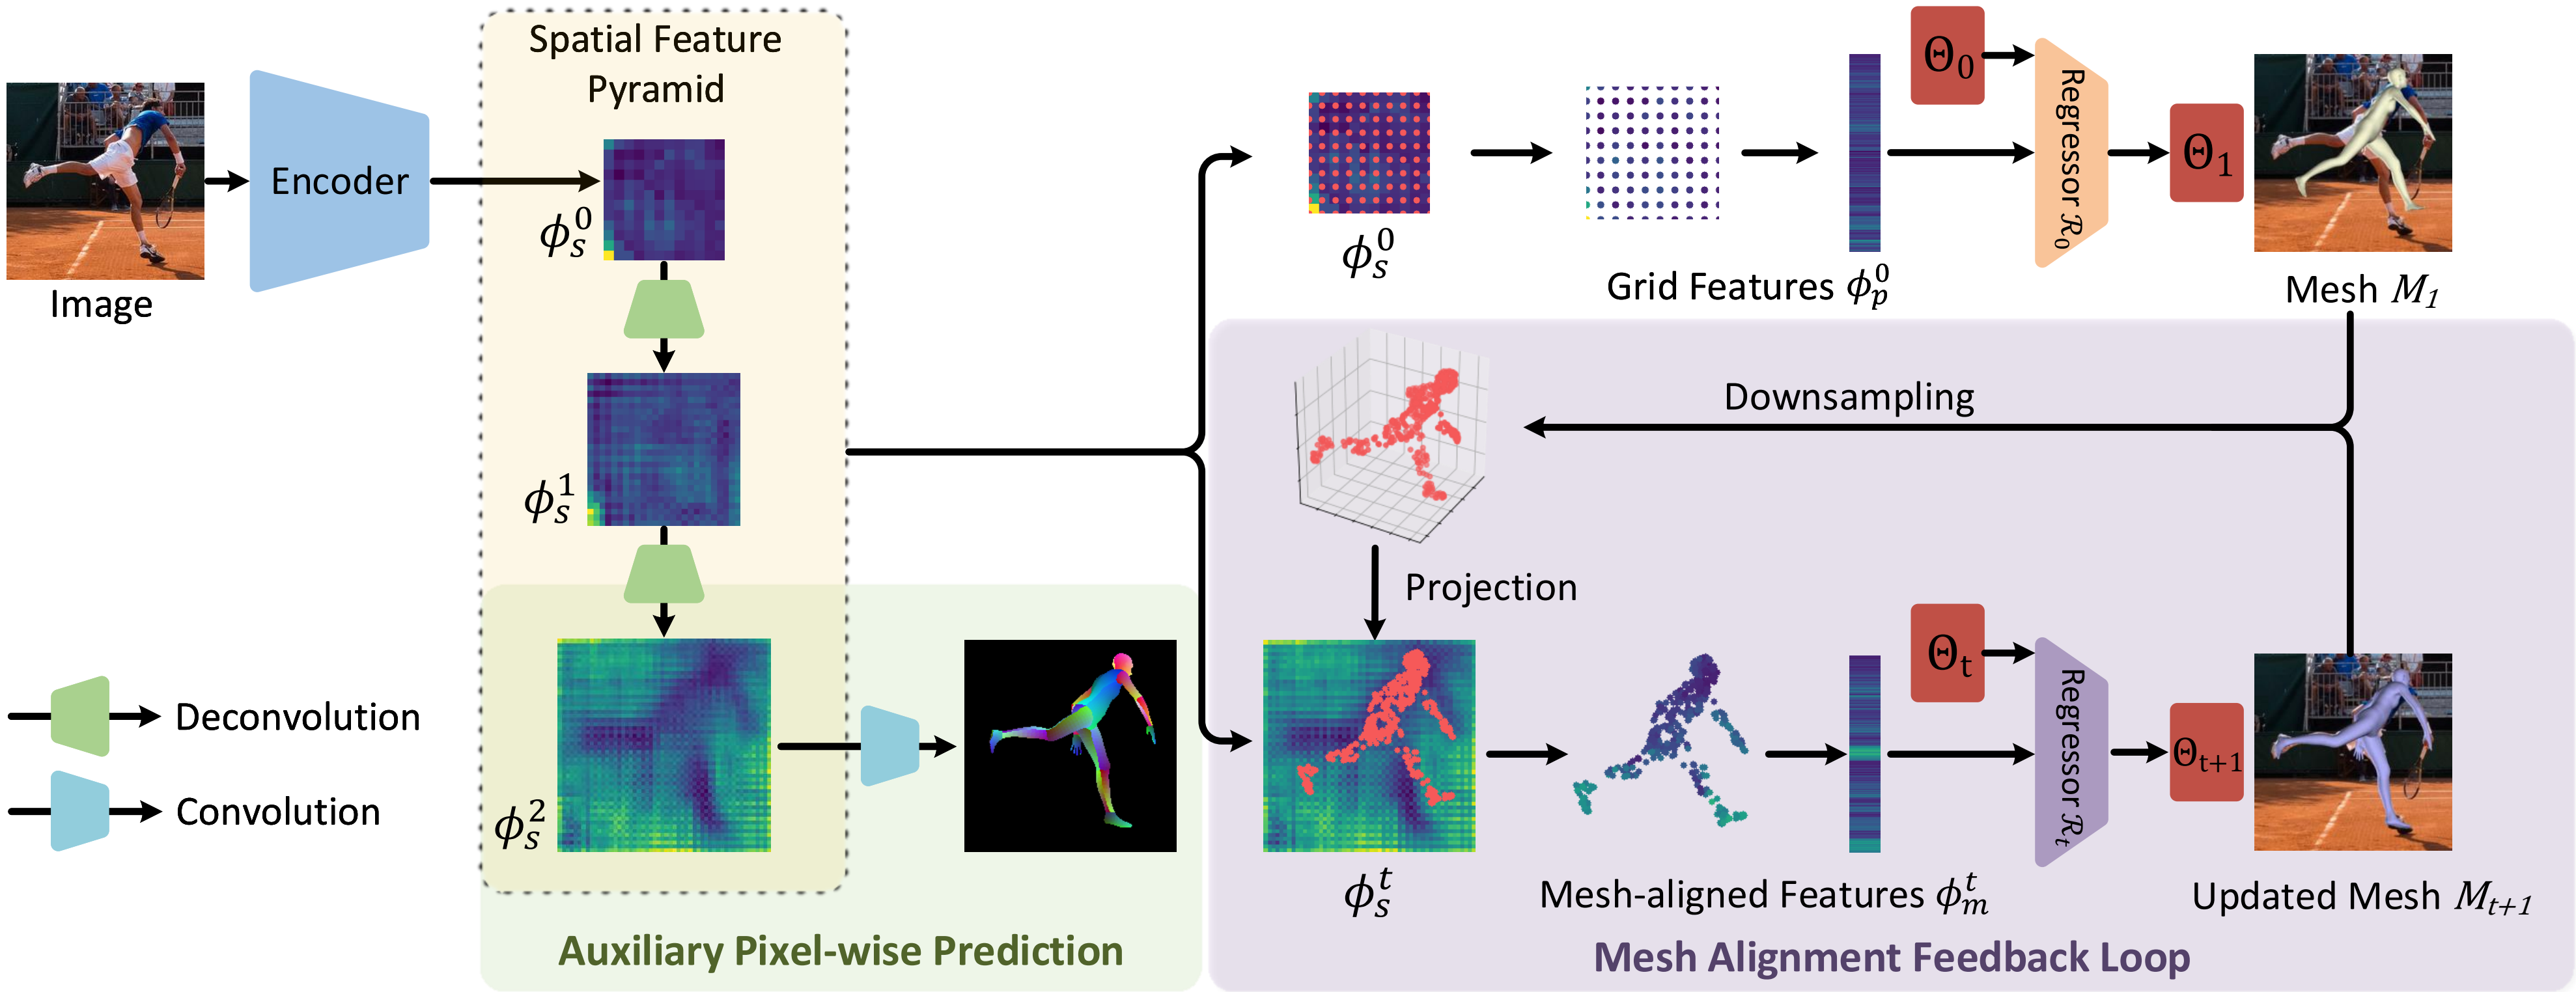 Spatial Feature
Pyramid
Image
Encoder
ϕ_s^0
ϕ_s^1
ϕ_s^2
Deconvolution
Convolution
Auxiliary Pixel-wise Prediction
ϕ_s^0
Grid Features ϕ_p^0
Θ_0
Regressor ℛ_0
Θ_1
Mesh M_1
Downsampling
Projection
ϕ_s^t
Mesh-aligned Features ϕ_m^t
Θ_t
Regressor ℛ_t
Θ_{t+1}
Updated Mesh M_{t+1}
Mesh Alignment Feedback Loop